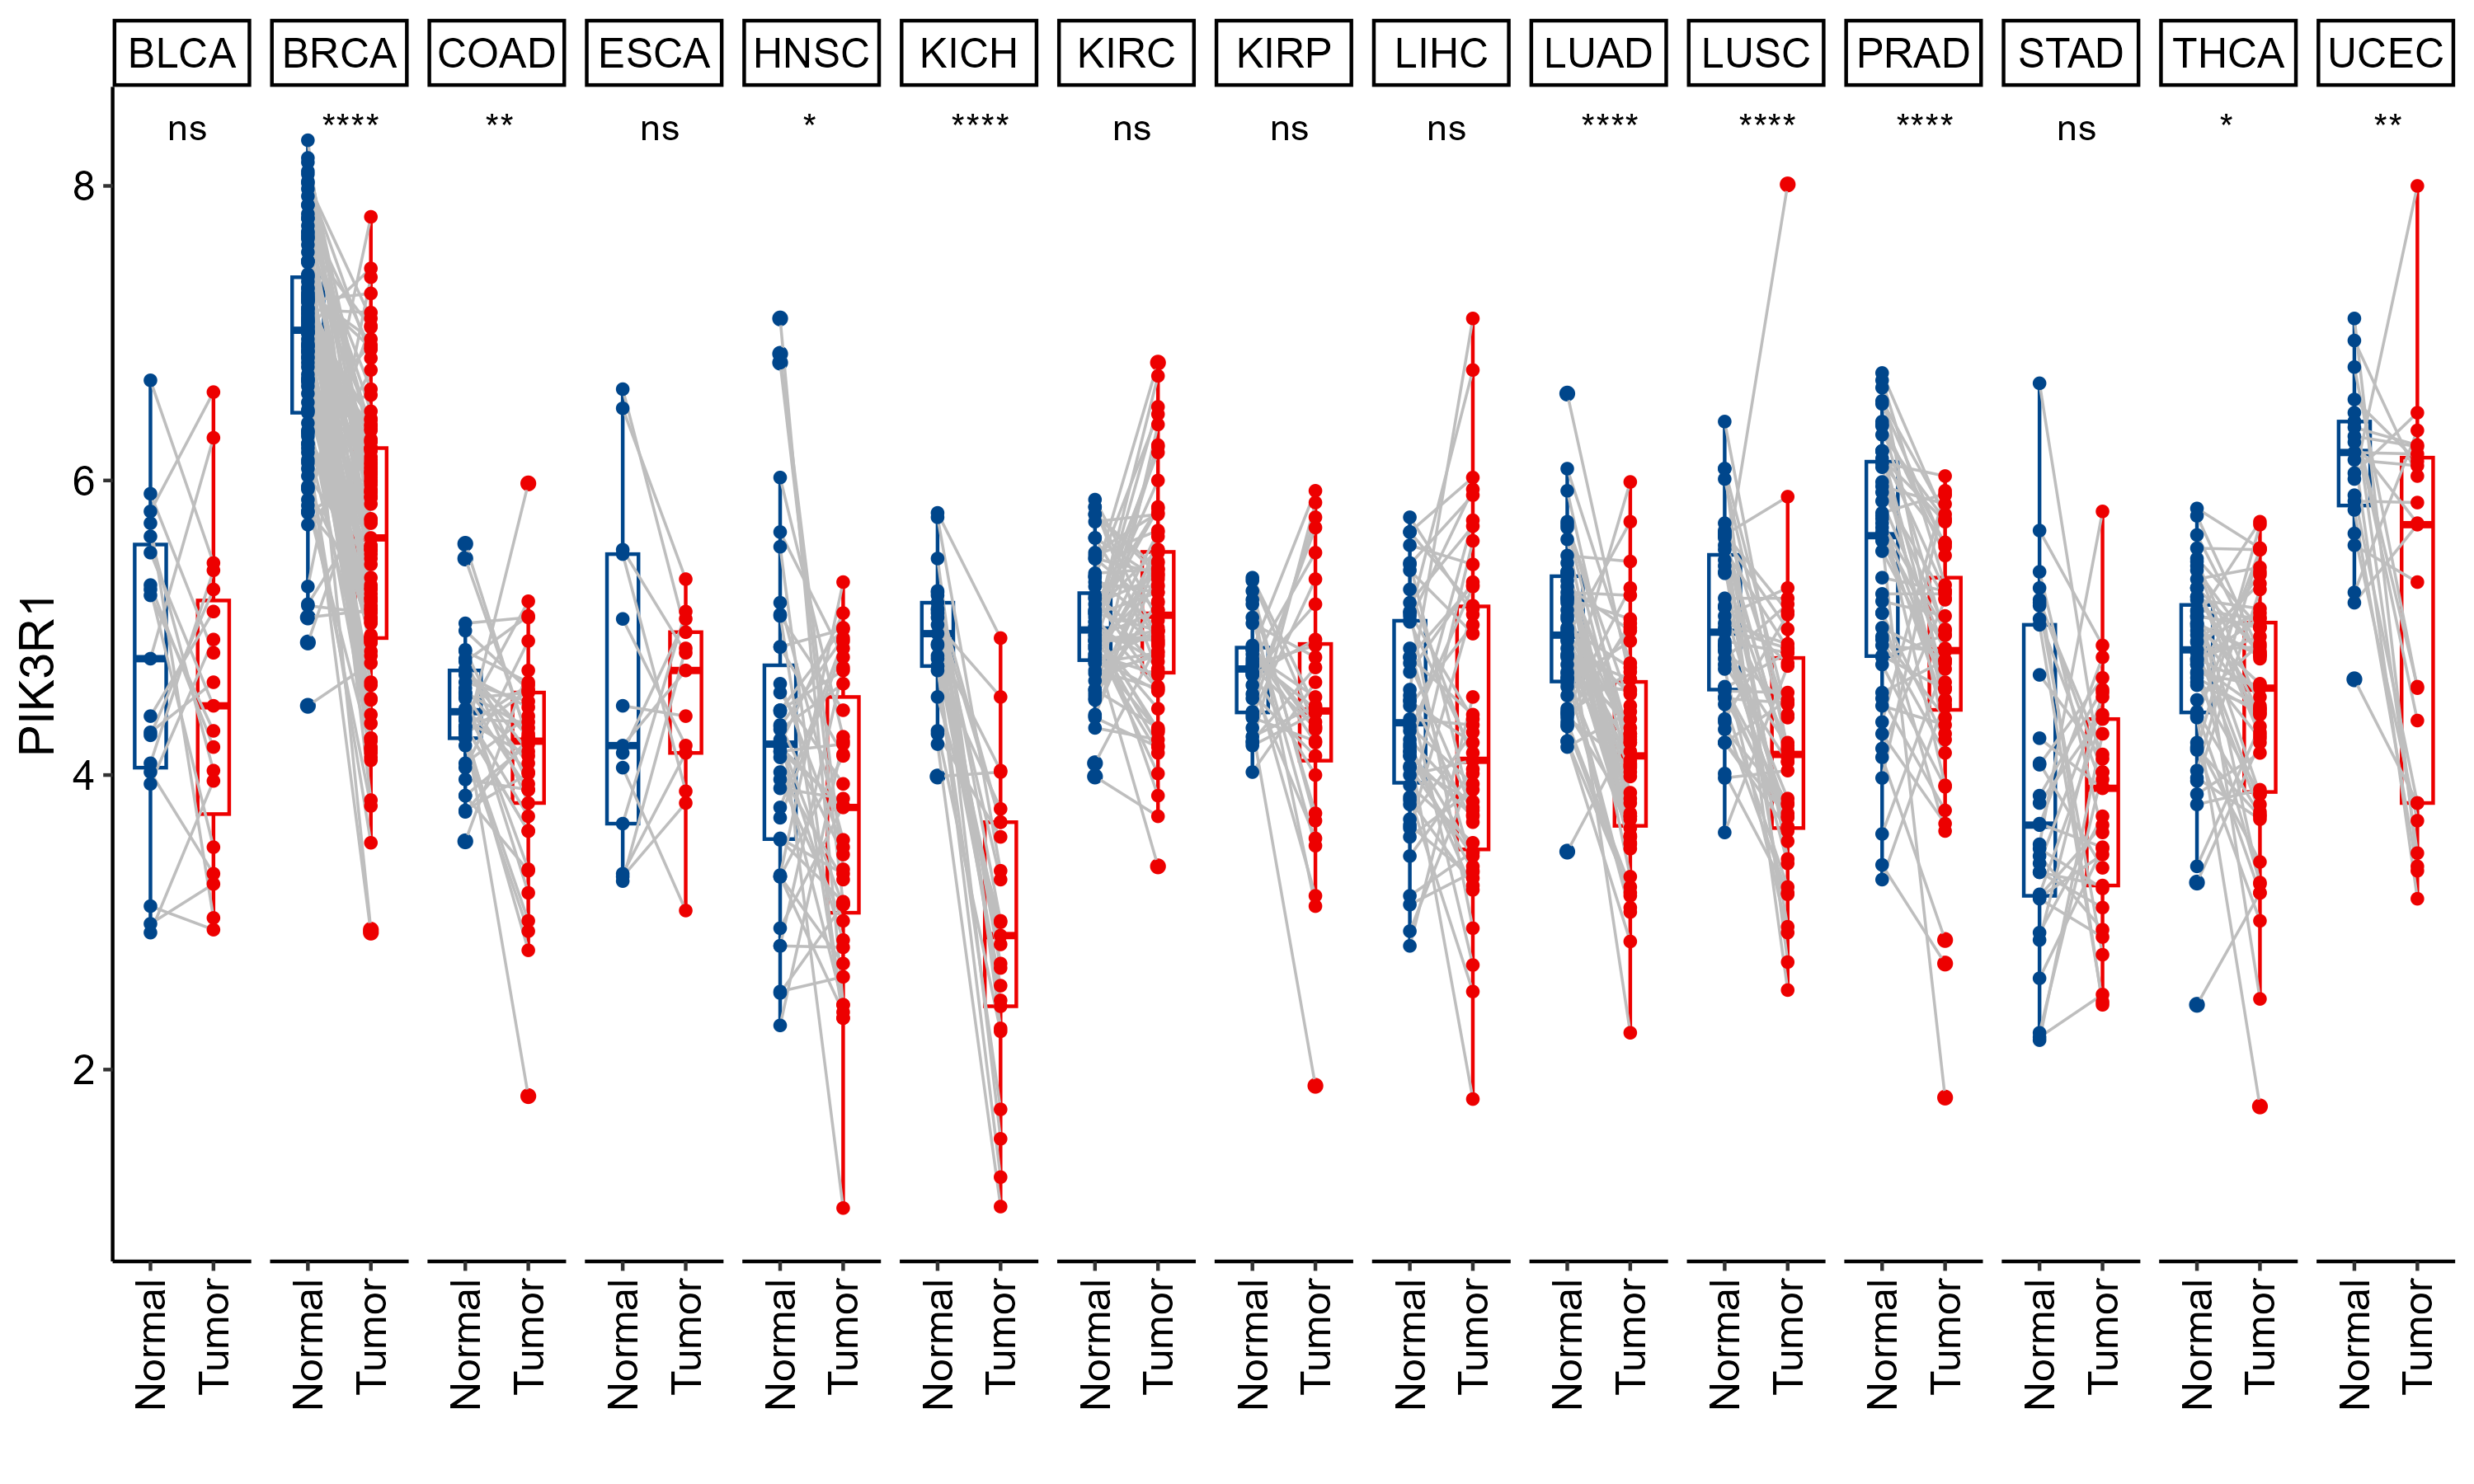 BLCA BRCA COAD ESCA HNSC KICH KIRC KIRP LIHC LUAD LUSC PRAD STAD THCA UCEC
ns **** ** ns * **** ns ns ns **** **** **** ns * **
8
6
4
2
PIK3R1
Normal Tumor Normal Tumor Normal Tumor Normal Tumor Normal Tumor Normal Tumor Normal Tumor Normal Tumor Normal Tumor Normal Tumor Normal Tumor Normal Tumor Normal Tumor Normal Tumor Normal Tumor